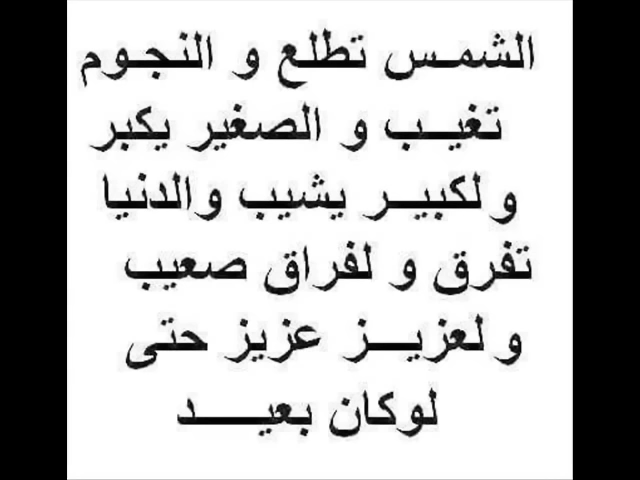 الشمس تطلع و النجوم
تغيب و الصغير يكبر
و لكبير يشيب والدنيا
تفرق و لفراق صعيب
و لعزيز عزيز حتى
لوكان بعيد